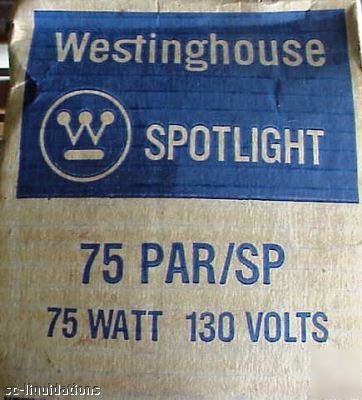 Westinghouse
W
SPOTLIGHT
75 PAR/SP
75 WATT 130 VOLTS
sc-liquidations